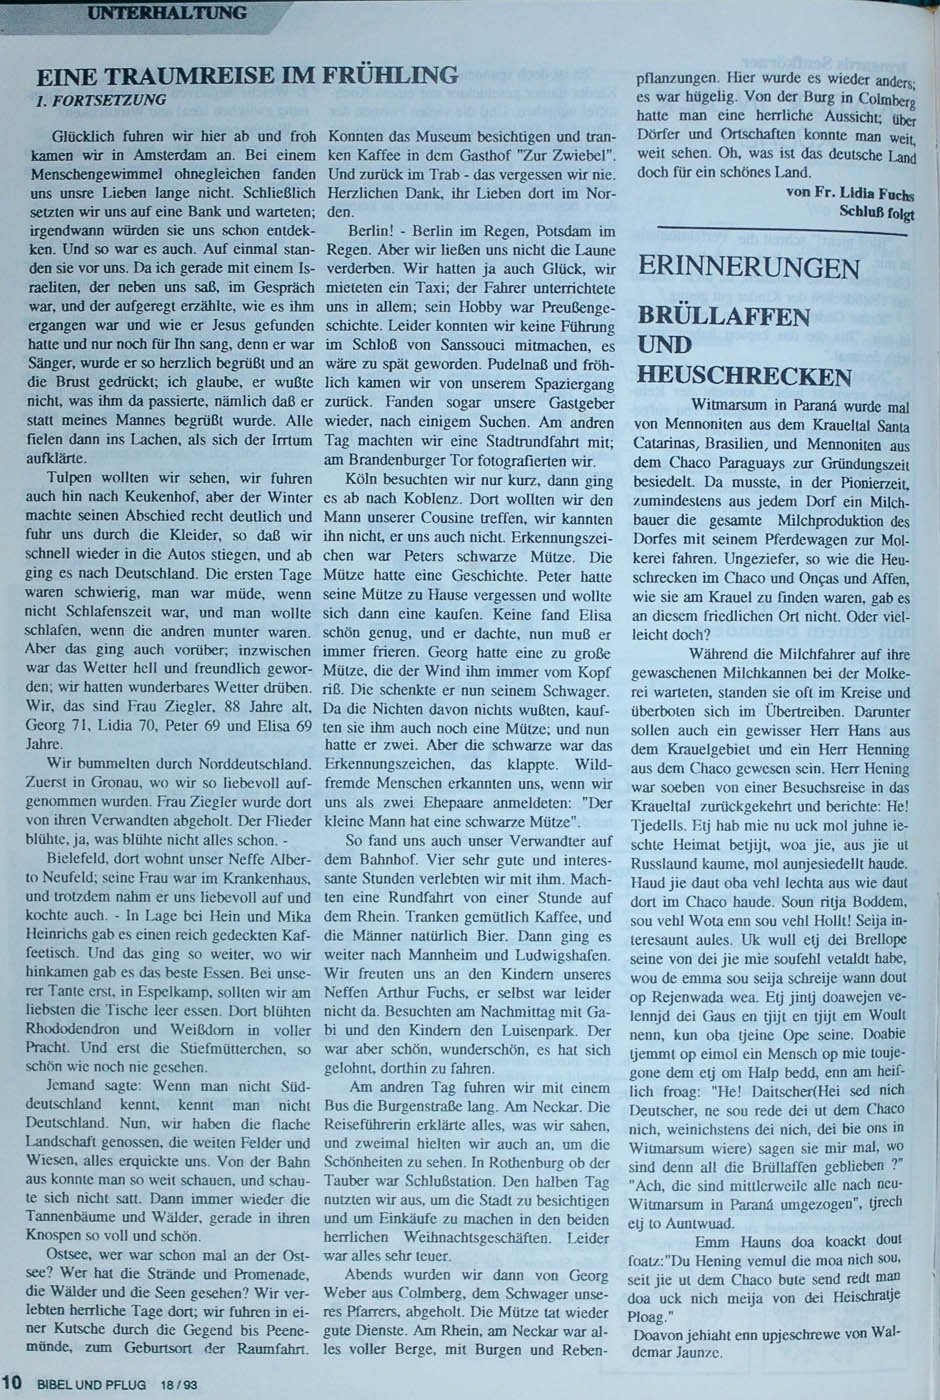 UNTERHALTUNG
EINE TRAUMREISE IM FRÜHLING
1. FORTSETZUNG
Glücklich fuhren wir hier ab und froh
kamen wir in Amsterdam an. Bei einem
Menschengewimmel ohnegleichen fanden
uns unsre Lieben lange nicht. Schließlich
setzten wir uns auf eine Bank und warteten;
irgendwann würden sie uns schon entdek-
ken. Und so war es auch. Auf einmal stan-
den sie vor uns. Da ich gerade mit einem Is-
raeliten, der neben uns saß, im Gespräch
war, und der aufgeregt erzählte, wie es ihm
ergangen war und wie er Jesus gefunden
hatte und nur noch für Ihn sang, denn er war
Sänger, wurde er so herzlich begrüßt und an
die Brust gedrückt; ich glaube, er wußte
nicht, was ihm da passierte, nämlich daß er
statt meines Mannes begrüßt wurde. Alle
fielen dann ins Lachen, als sich der Irrtum
aufklärte.
Tulpen wollten wir sehen, wir fuhren
auch hin nach Keukenhof, aber der Winter
machte seinen Abschied recht deutlich und
fuhr uns durch die Kleider, so daß wir
schnell wieder in die Autos stiegen, und ab
ging es nach Deutschland. Die ersten Tage
waren schwierig, man war müde, wenn
nicht Schlafenszeit war, und man wollte
schlafen, wenn die andren munter waren.
Aber das ging auch vorüber; inzwischen
war das Wetter hell und freundlich gewor-
den; wir hatten wunderbares Wetter drüben.
Wir, das sind Frau Ziegler, 88 Jahre alt,
Georg 71, Lidia 70, Peter 69 und Elisa 69
Jahre.
Wir bummelten durch Norddeutschland.
Zuerst in Gronau, wo wir so liebevoll auf-
genommen wurden. Frau Ziegler wurde dort
von ihren Verwandten abgeholt. Der Flieder
blühte, ja, was blühte nicht alles schon. -
Bielefeld, dort wohnt unser Neffe Alber-
to Neufeld; seine Frau war im Krankenhaus,
und trotzdem nahm er uns liebevoll auf und
kochte auch. - In Lage bei Hein und Mika
Heinrichs gab es einen reich gedeckten Kaf-
feetisch. Und das ging so weiter, wo wir
hinkamen gab es das beste Essen. Bei unse-
rer Tante erst, in Espelkamp, sollten wir am
liebsten die Tische leer essen. Dort blühten
Rhododendron und Weißdorn in voller
Pracht. Und erst die Stiefmütterchen, so
schön wie noch nie gesehen.
Jemand sagte: Wenn man nicht Süd-
deutschland kennt, kennt man nicht
Deutschland. Nun, wir haben die flache
Landschaft genossen, die weiten Felder und
Wiesen, alles erquickte uns. Von der Bahn
aus konnte man so weit schauen, und schau-
te sich nicht satt. Dann immer wieder die
Tannenbäume und Wälder, gerade in ihren
Knospen so voll und schön.
Ostsee, wer war schon mal an der Ost-
see? Wer hat die Strände und Promenade,
die Wälder und die Seen gesehen? Wir ver-
lebten herrliche Tage dort; wir fuhren in ei-
ner Kutsche durch die Gegend bis Peene-
münde, zum Geburtsort der Raumfahrt.
Konnten das Museum besichtigen und tran-
ken Kaffee in dem Gasthof "Zur Zwiebel".
Und zurück im Trab - das vergessen wir nie.
Herzlichen Dank, ihr Lieben dort im Nor-
den.
Berlin! - Berlin im Regen, Potsdam im
Regen. Aber wir ließen uns nicht die Laune
verderben. Wir hatten ja auch Glück, wir
mieteten ein Taxi; der Fahrer unterrichtete
uns in allem; sein Hobby war Preußenge-
schichte. Leider konnten wir keine Führung
im Schloß von Sanssouci mitmachen, es
wäre zu spät geworden. Pudelnaß und fröh-
lich kamen wir von unserem Spaziergang
zurück. Fanden sogar unsere Gastgeber
wieder, nach einigem Suchen. Am andren
Tag machten wir eine Stadtrundfahrt mit;
am Brandenburger Tor fotografierten wir.
Köln besuchten wir nur kurz, dann ging
es ab nach Koblenz. Dort wollten wir den
Mann unserer Cousine treffen, wir kannten
ihn nicht, er uns auch nicht. Erkennungszei-
chen war Peters schwarze Mütze. Die
Mütze hatte eine Geschichte. Peter hatte
seine Mütze zu Hause vergessen und wollte
sich dann eine kaufen. Keine fand Elisa
schön genug, und er dachte, nun muß er
immer frieren. Georg hatte eine zu große
Mütze, die der Wind ihm immer vom Kopf
riß. Die schenkte er nun seinem Schwager.
Da die Nichten davon nichts wußten, kauf-
ten sie ihm auch noch eine Mütze; und nun
hatte er zwei. Aber die schwarze war das
Erkennungszeichen, das klappte. Wild-
fremde Menschen erkannten uns, wenn wir
uns als zwei Ehepaare anmeldeten: "Der
kleine Mann hat eine schwarze Mütze".
So fand uns auch unser Verwandter auf
dem Bahnhof. Vier sehr gute und interes-
sante Stunden verlebten wir mit ihm. Mach-
ten eine Rundfahrt von einer Stunde auf
dem Rhein. Tranken gemütlich Kaffee, und
die Männer natürlich Bier. Dann ging es
weiter nach Mannheim und Ludwigshafen.
Wir freuten uns an den Kindern unseres
Neffen Arthur Fuchs, er selbst war leider
nicht da. Besuchten am Nachmittag mit Ga-
bi und den Kindern den Luisenpark. Der
war aber schön, wunderschön, es hat sich
gelohnt, dorthin zu fahren.
Am andren Tag fuhren wir mit einem
Bus die Burgenstraße lang. Am Neckar. Die
Reiseführerin erklärte alles, was wir sahen,
und zweimal hielten wir auch an, um die
Schönheiten zu sehen. In Rothenburg ob der
Tauber war Schlußstation. Den halben Tag
nutzten wir aus, um die Stadt zu besichtigen
und um Einkäufe zu machen in den beiden
herrlichen Weihnachtsgeschäften. Leider
war alles sehr teuer.
Abends wurden wir dann von Georg
Weber aus Colmberg, dem Schwager unse-
res Pfarrers, abgeholt. Die Mütze tat wieder
gute Dienste. Am Rhein, am Neckar war al-
les voller Berge, mit Burgen und Reben-
pflanzungen. Hier wurde es wieder anders;
es war hügelig. Von der Burg in Colmberg
hatte man eine herrliche Aussicht; über
Dörfer und Ortschaften konnte man weit,
weit sehen. Oh, was ist das deutsche Land
doch für ein schönes Land.
von Fr. Lidia Fuchs
Schluß folgt
ERINNERUNGEN
BRÜLLAFFEN
UND
HEUSCHRECKEN
Witmarsum in Paraná wurde mal
von Mennoniten aus dem Kraueltal Santa
Catarinas, Brasilien, und Mennoniten aus
dem Chaco Paraguays zur Gründungszeit
besiedelt. Da musste, in der Pionierzeit,
zumindestens aus jedem Dorf ein Milch-
bauer die gesamte Milchproduktion des
Dorfes mit seinem Pferdewagen zur Mol-
kerei fahren. Ungeziefer, so wie die Heu-
schrecken im Chaco und Onças und Affen,
wie sie am Krauel zu finden waren, gab es
an diesem friedlichen Ort nicht. Oder viel-
leicht doch?
Während die Milchfahrer auf ihre
gewaschenen Milchkannen bei der Molke-
rei warteten, standen sie oft im Kreise und
überboten sich im Übertreiben. Darunter
sollen auch ein gewisser Herr Hans aus
dem Krauelgebiet und ein Herr Henning
aus dem Chaco gewesen sein. Herr Hening
war soeben von einer Besuchsreise in das
Kraueltal zurückgekehrt und berichte: He!
Tjedells. Etj hab mie nu uck mol juhne ie-
schte Heimat betjijt, woa jie, aus jie ut
Russlaund kaume, mol aunjesiedellt haude.
Haud jie daut oba vehl lechta aus wie daut
dort im Chaco haude. Soun ritja Boddem,
sou vehl Wota enn sou vehl Hollt! Seija in-
teresaunt aules. Uk wull etj dei Brellope
seine von dei jie mie soufehl vetaldt habe,
wou de emma sou seija schreije wann dout
op Rejenwada wea. Etj jintj doawejen ve-
lennjd dei Gaus en tjijt en tjijt em Woult
nenn, kun oba tjeine Ope seine. Doabie
tjemmt op eimol ein Mensch op mie touje-
gone dem etj om Halp bedd, enn am heif-
lich froag: "He! Daitscher(Hei sed nich
Deutscher, ne sou rede dei ut dem Chaco
nich, weinichstens dei nich, dei bie ons in
Witmarsum wiere) sagen sie mir mal, wo
sind denn all die Brüllaffen geblieben ?"
"Ach, die sind mittlerweile alle nach neu-
Witmarsum in Paraná umgezogen", tjrech
etj to Auntwuad.
Emm Hauns doa koackt dout
foatz:"Du Hening vemul die moa nich sou,
seit jie ut dem Chaco bute send redt man
doa uck nich meija von dei Heischratje
Ploag."
Doavon jehiaht enn upjeschrewe von Wal-
demar Jaunze.
10 BIBEL UND PFLUG 18/93